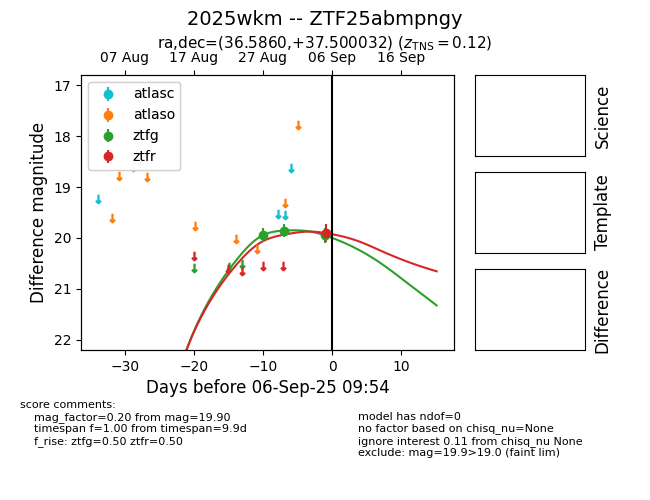 2025wkm -- ZTF25abmpngy
ra,dec=(36.5860,+37.500032) (z_TNS = 0.12)
07 Aug 17 Aug 27 Aug 06 Sep 16 Sep
atlasc
atlaso
ztfg
ztfr
17
18
19
20
21
22
Difference magnitude
−30 −20 −10 0 10
Days before 06-Sep-25 09:54
Science
Template
Difference
score comments:
mag_factor=0.20 from mag=19.90
timespan f=1.00 from timespan=9.9d
f_rise: ztfg=0.50 ztfr=0.50
model has ndof=0
no factor based on chisq_nu=None
ignore interest 0.11 from chisq_nu None
exclude: mag=19.9>19.0 (faint lim)